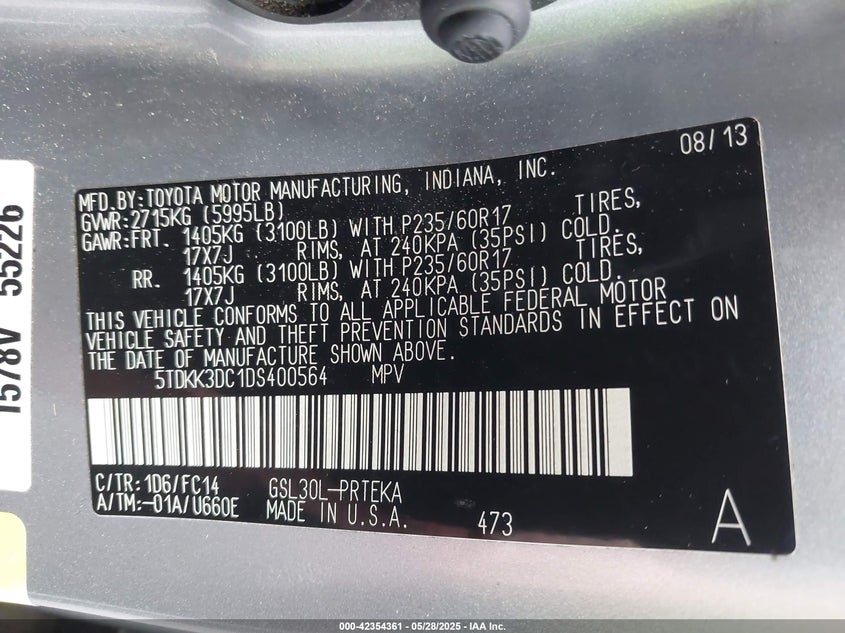 08/13
MFD.BY:TOYOTA MOTOR MANUFACTURING, INDIANA, INC.
GVWR:2715KG (5995LB)
GAWR:FRT. 1405KG (3100LB) WITH P235/60R17 TIRES,
17X7J RIMS, AT 240KPA (35PSI) COLD.
RR. 1405KG (3100LB) WITH P235/60R17 TIRES,
17X7J RIMS, AT 240KPA (35PSI) COLD.
THIS VEHICLE CONFORMS TO ALL APPLICABLE FEDERAL MOTOR
VEHICLE SAFETY AND THEFT PREVENTION STANDARDS IN EFFECT ON
THE DATE OF MANUFACTURE SHOWN ABOVE.
5TDKK3DC1DS400564 MPV
C/TR:1D6/FC14 GSL30L-PRTEKA
A/TM:-01A/U660E MADE IN U.S.A. 473 A
1578V 55226
000-42354361 - 05/28/2025 - IAA Inc.